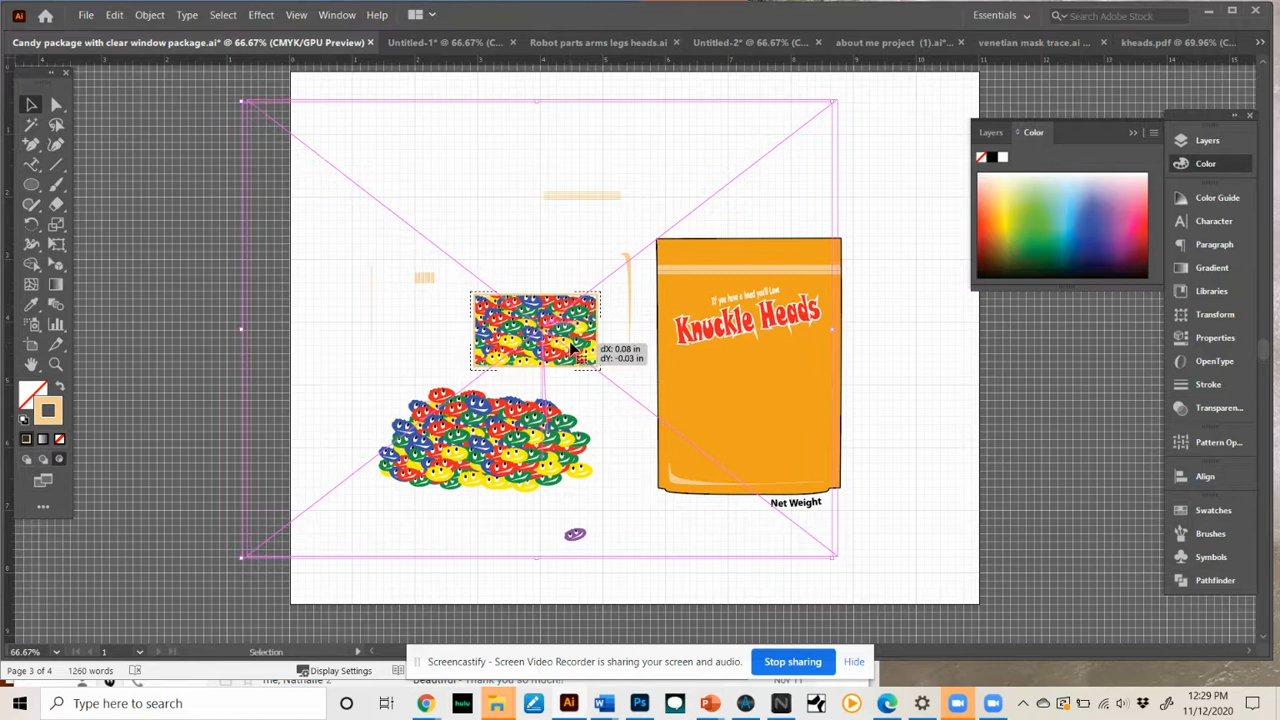 File Edit Object Type Select Effect View Window Help
Essentials
Search Adobe Stock
Candy package with clear window package.ai* @ 66.67% (CMYK/GPU Preview) ×
Untitled-1* @ 66.67% (C... ×
Robot parts arms legs heads.ai ×
Untitled-2* @ 66.67% (C... ×
about me project (1).ai*... ×
venetian mask trace.ai ... ×
kheads.pdf @ 69.96% (C...
Layers Color
Layers
Color
Color Guide
Character
Paragraph
Gradient
Libraries
Transform
Properties
OpenType
Stroke
Transparen...
Pattern Op...
Align
Swatches
Brushes
Symbols
Pathfinder
If you have a head you'll Love
Knuckle Heads
dX: 0.08 in
dY: -0.03 in
Net Weight
66.67% 1 Selection
Page 3 of 4 1260 words Display Settings
Screencastify - Screen Video Recorder is sharing your screen and audio. Stop sharing Hide
Type here to search
hulu
12:29 PM
11/12/2020